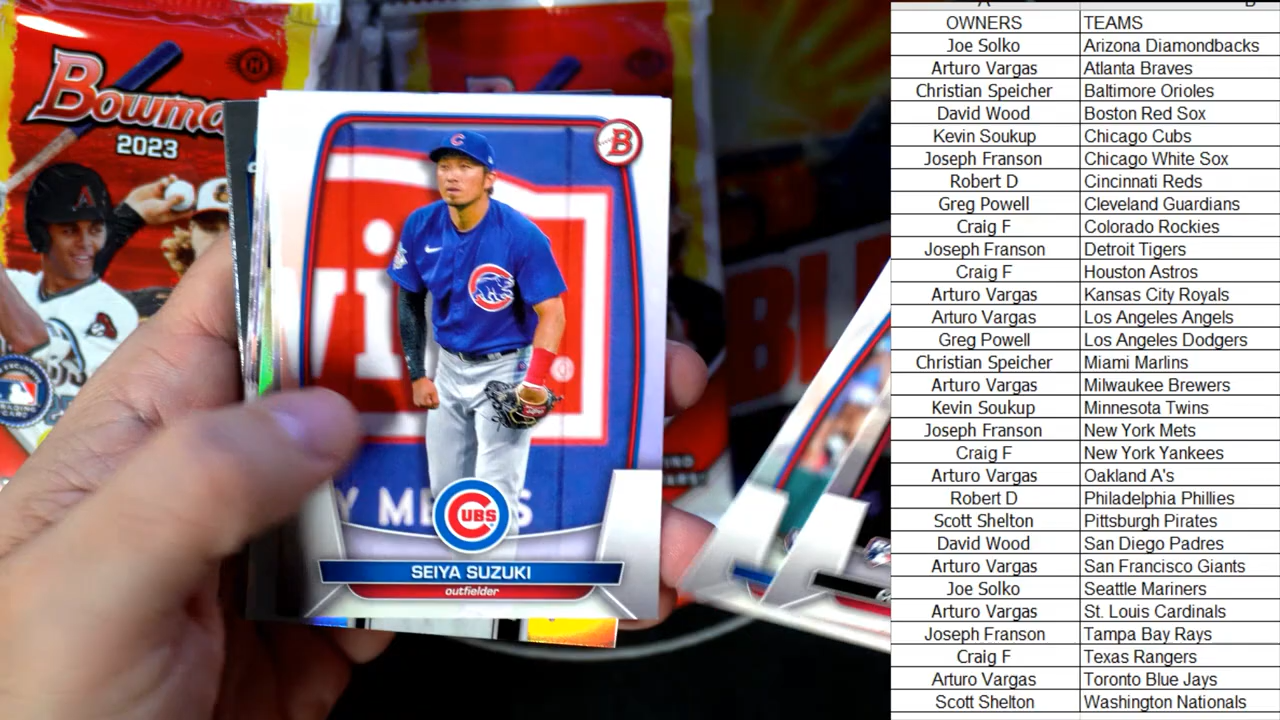 Bowma
2023
B
C
Wi
Y ME S
CUBS
SEIYA SUZUKI
outfielder
OWNERS TEAMS
Joe Solko Arizona Diamondbacks
Arturo Vargas Atlanta Braves
Christian Speicher Baltimore Orioles
David Wood Boston Red Sox
Kevin Soukup Chicago Cubs
Joseph Franson Chicago White Sox
Robert D Cincinnati Reds
Greg Powell Cleveland Guardians
Craig F Colorado Rockies
Joseph Franson Detroit Tigers
Craig F Houston Astros
Arturo Vargas Kansas City Royals
Arturo Vargas Los Angeles Angels
Greg Powell Los Angeles Dodgers
Christian Speicher Miami Marlins
Arturo Vargas Milwaukee Brewers
Kevin Soukup Minnesota Twins
Joseph Franson New York Mets
Craig F New York Yankees
Arturo Vargas Oakland A's
Robert D Philadelphia Phillies
Scott Shelton Pittsburgh Pirates
David Wood San Diego Padres
Arturo Vargas San Francisco Giants
Joe Solko Seattle Mariners
Arturo Vargas St. Louis Cardinals
Joseph Franson Tampa Bay Rays
Craig F Texas Rangers
Arturo Vargas Toronto Blue Jays
Scott Shelton Washington Nationals